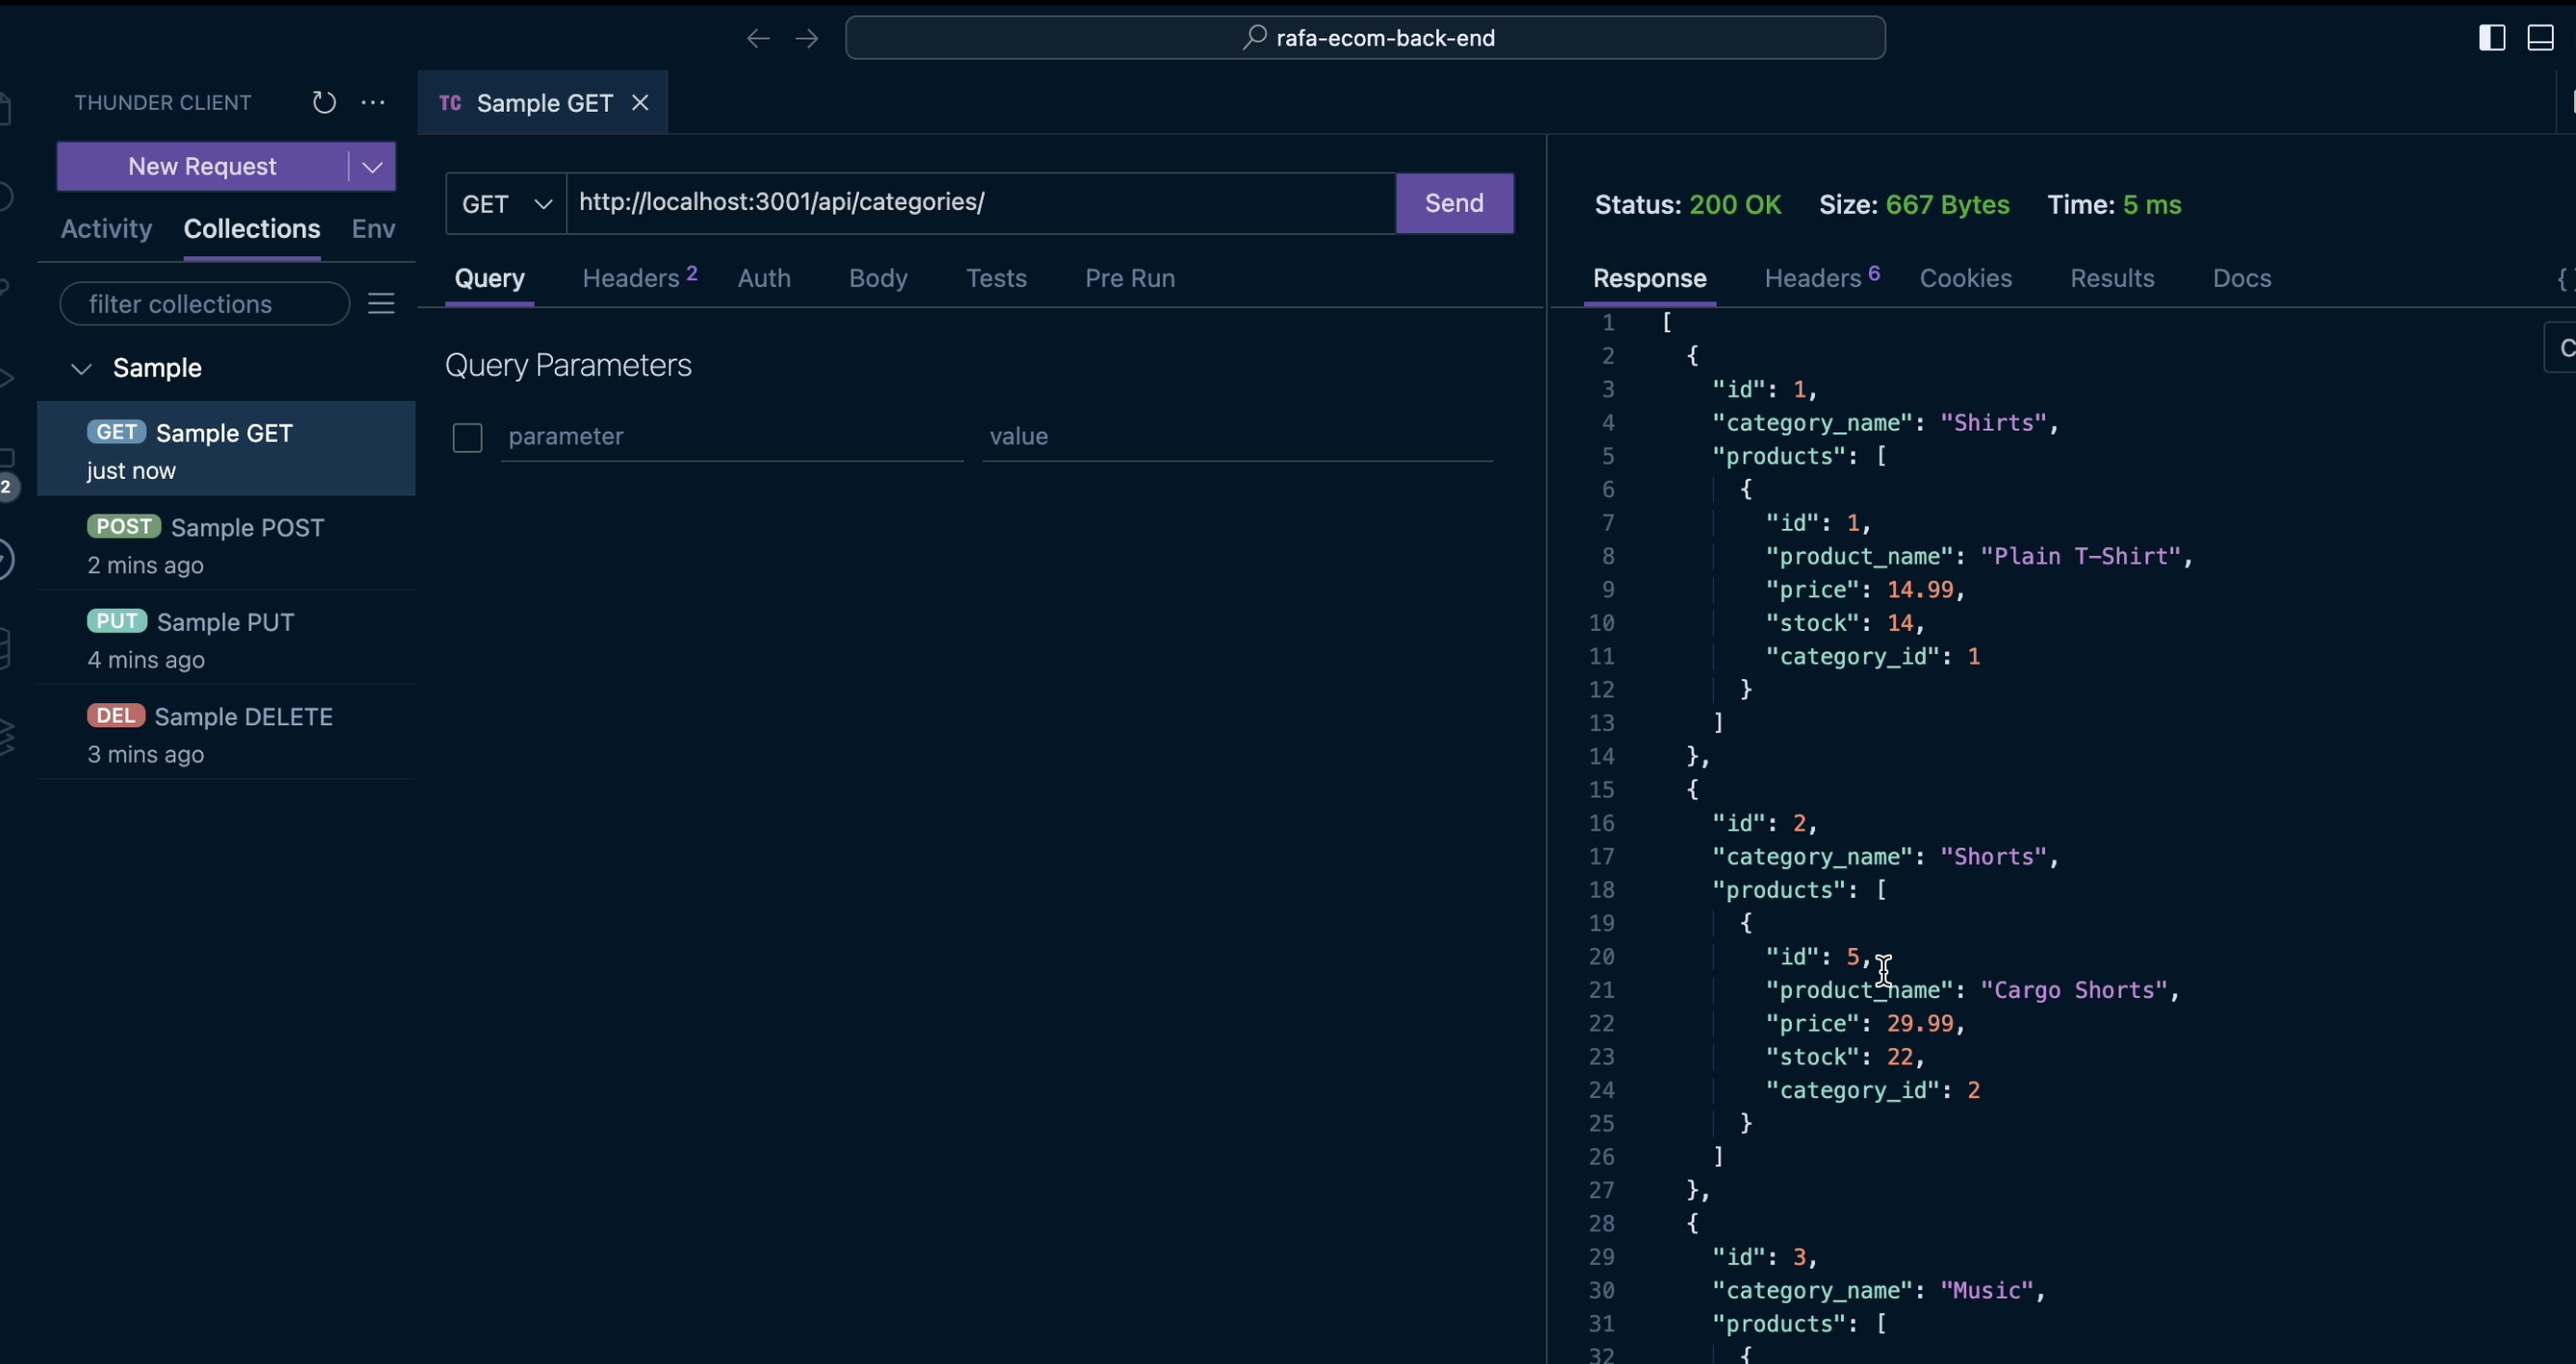 rafa-ecom-back-end
THUNDER CLIENT
New Request
Activity Collections Env
filter collections
Sample
GET Sample GET
just now
POST Sample POST
2 mins ago
PUT Sample PUT
4 mins ago
DEL Sample DELETE
3 mins ago
2
TC Sample GET
GET http://localhost:3001/api/categories/ Send
Query Headers 2 Auth Body Tests Pre Run
Query Parameters
parameter value
Status: 200 OK Size: 667 Bytes Time: 5 ms
Response Headers 6 Cookies Results Docs {
1 [
2 {
3 "id": 1,
4 "category_name": "Shirts",
5 "products": [
6 {
7 "id": 1,
8 "product_name": "Plain T-Shirt",
9 "price": 14.99,
10 "stock": 14,
11 "category_id": 1
12 }
13 ]
14 },
15 {
16 "id": 2,
17 "category_name": "Shorts",
18 "products": [
19 {
20 "id": 5,
21 "product_name": "Cargo Shorts",
22 "price": 29.99,
23 "stock": 22,
24 "category_id": 2
25 }
26 ]
27 },
28 {
29 "id": 3,
30 "category_name": "Music",
31 "products": [
32 {